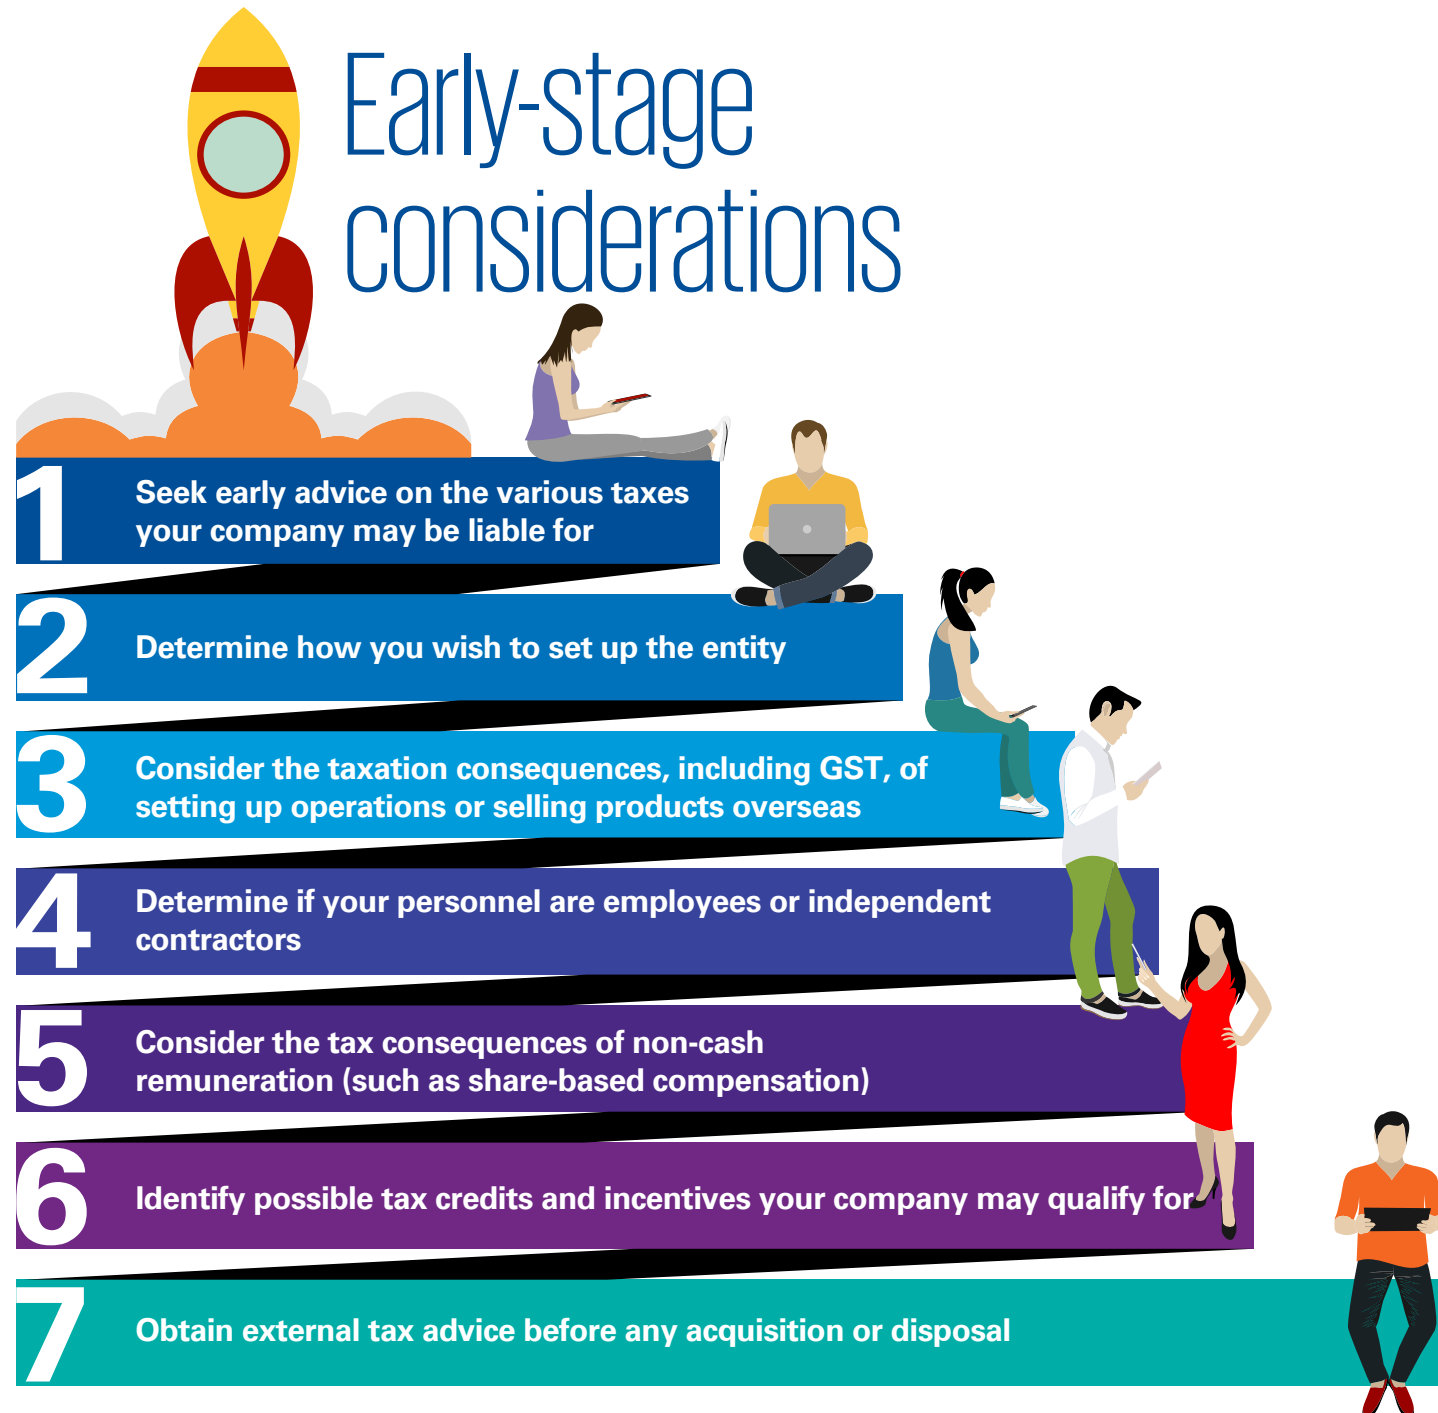 Early-stage
considerations
1
Seek early advice on the various taxes
your company may be liable for
2
Determine how you wish to set up the entity
3
Consider the taxation consequences, including GST, of
setting up operations or selling products overseas
4
Determine if your personnel are employees or independent
contractors
5
Consider the tax consequences of non-cash
remuneration (such as share-based compensation)
6
Identify possible tax credits and incentives your company may qualify for
7
Obtain external tax advice before any acquisition or disposal